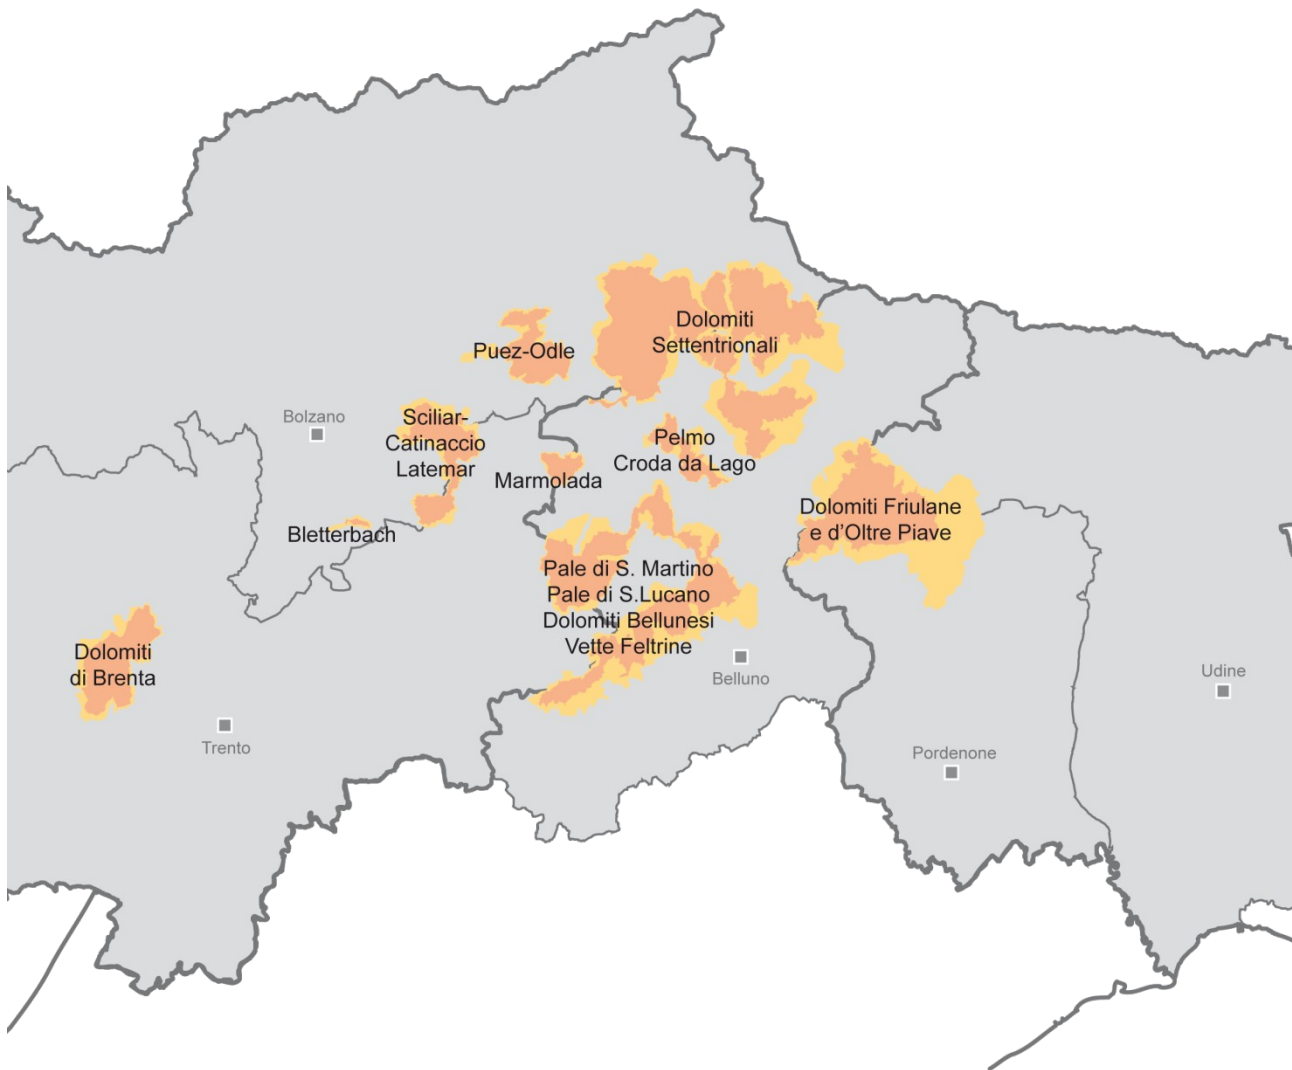 Dolomiti
Settentrionali
Puez-Odle
Bolzano
Sciliar-
Catinaccio
Latemar
Pelmo
Croda da Lago
Marmolada
Bletterbach
Dolomiti Friulane
e d'Oltre Piave
Pale di S. Martino
Pale di S.Lucano
Dolomiti Bellunesi
Vette Feltrine
Dolomiti
di Brenta
Belluno
Udine
Trento
Pordenone